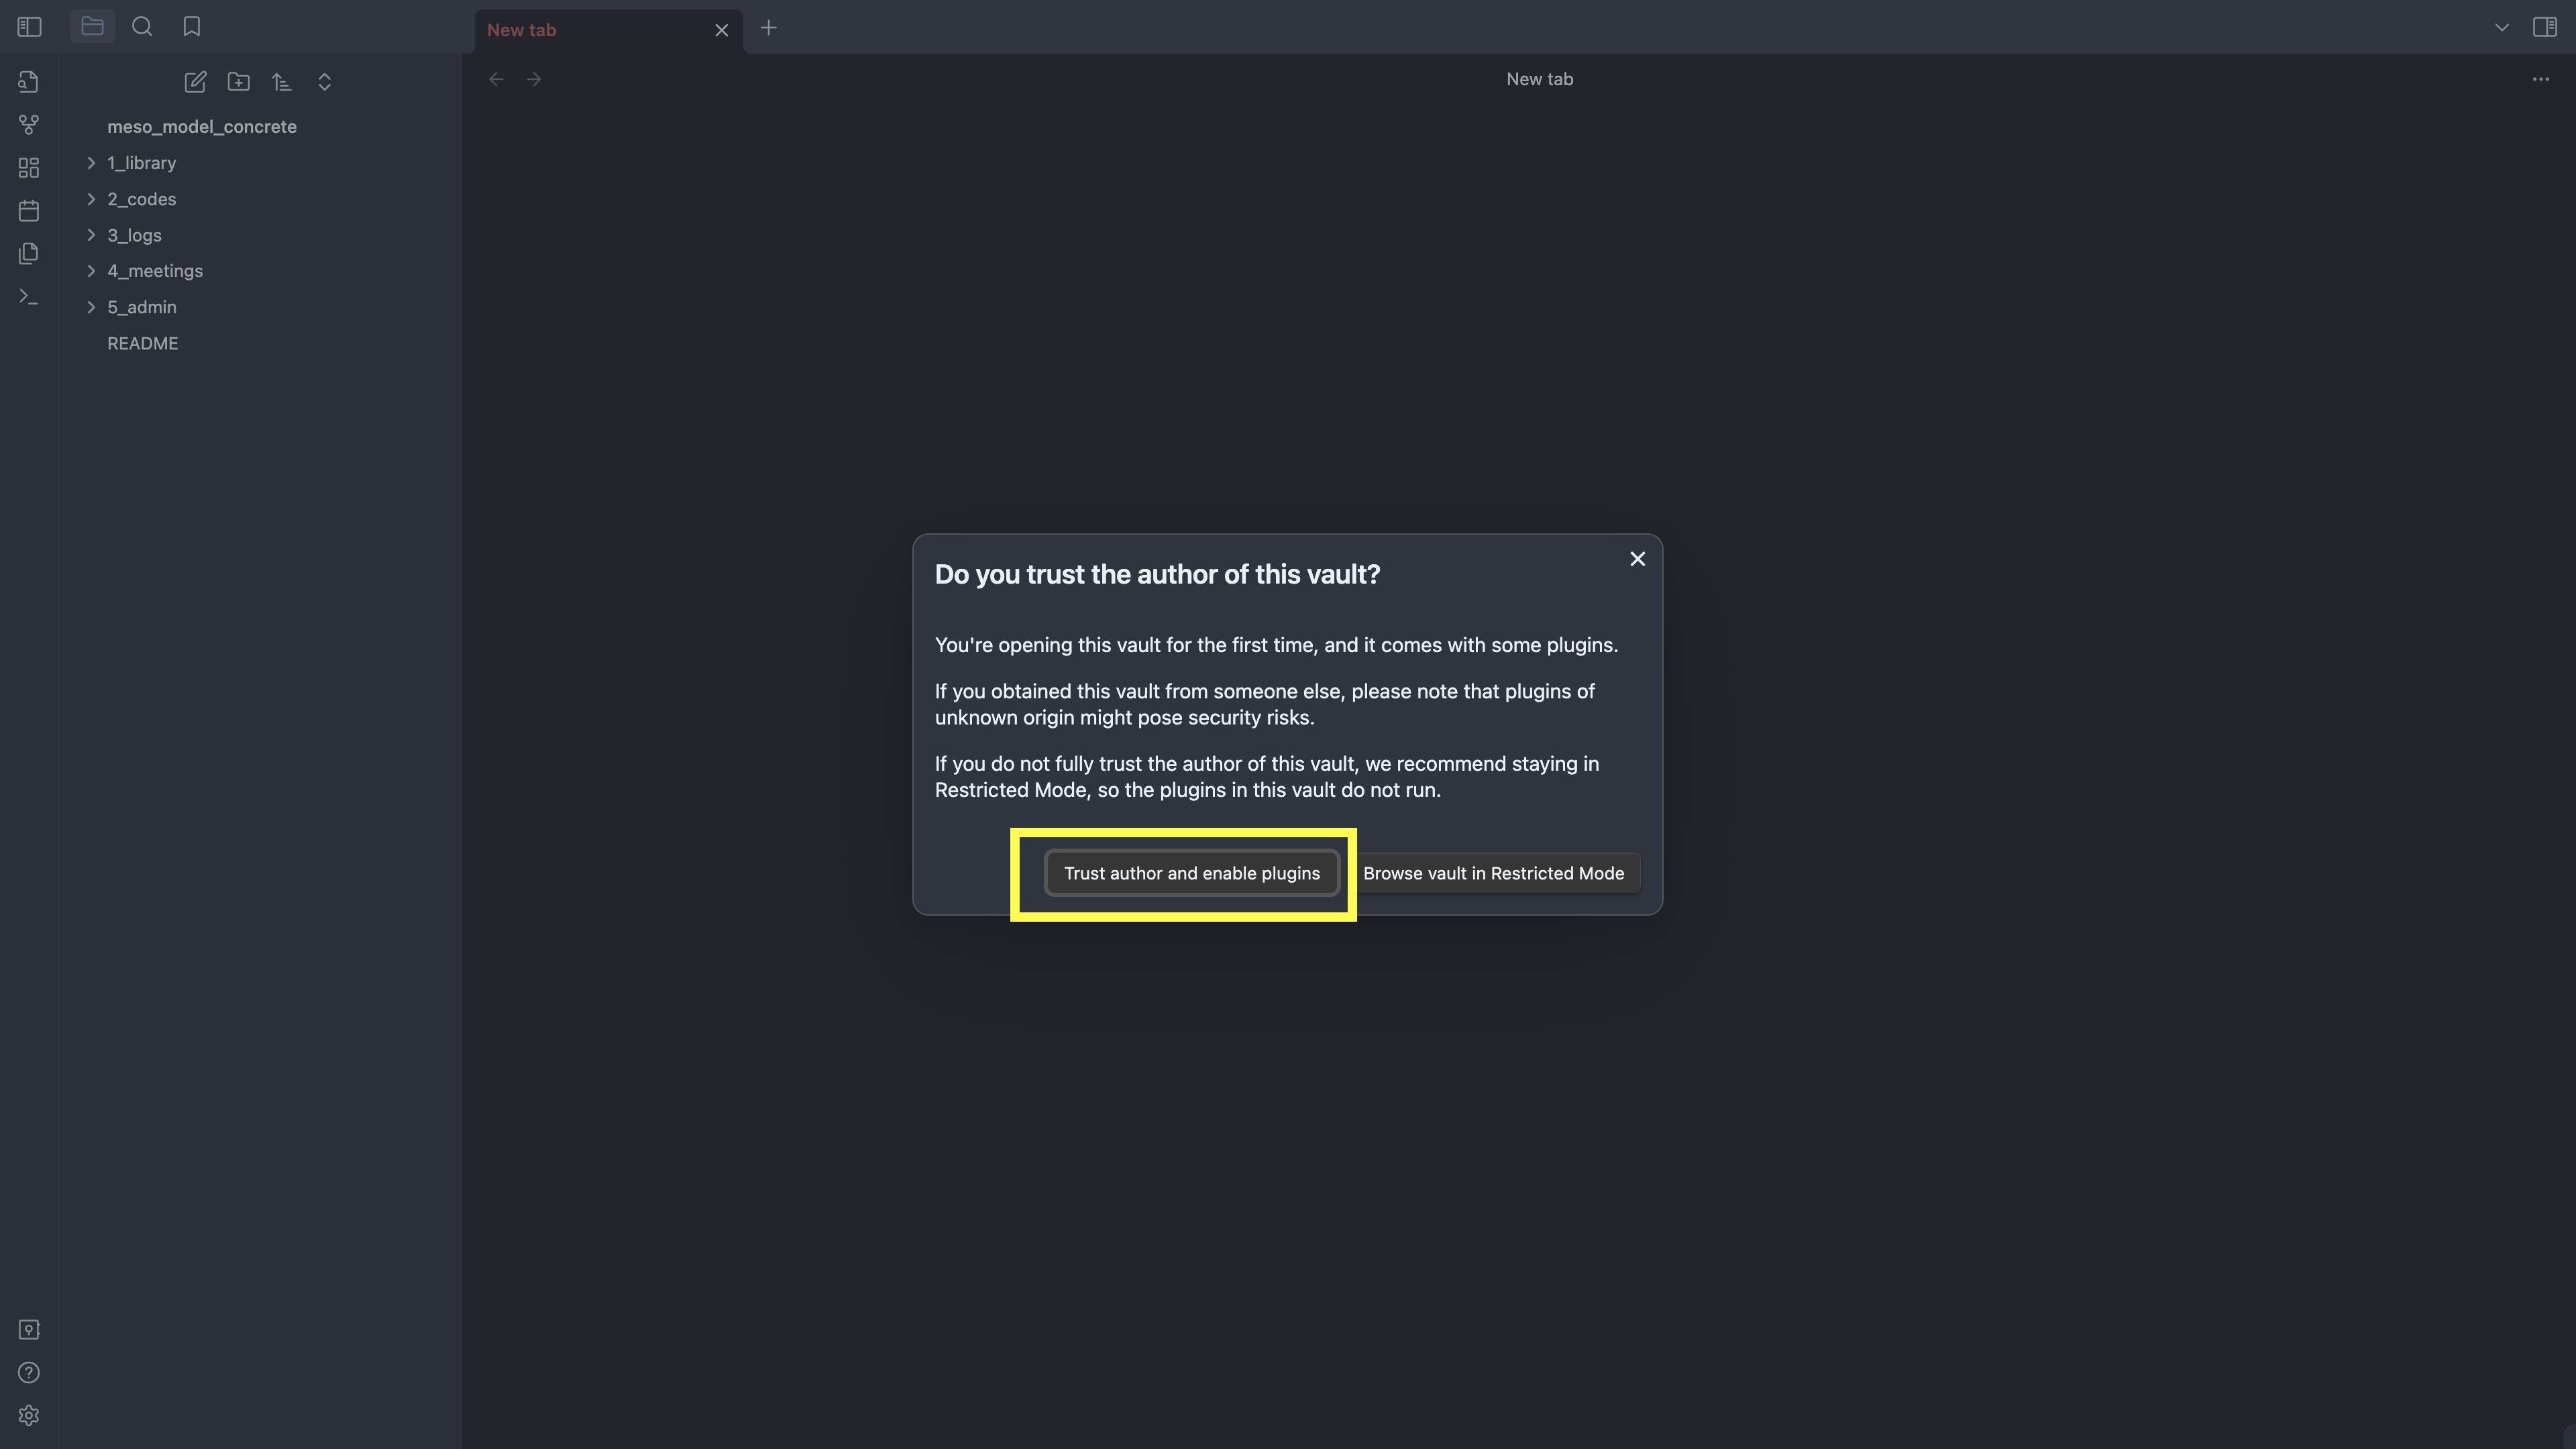 New tab
New tab
meso_model_concrete
1_library
2_codes
3_logs
4_meetings
5_admin
README
Do you trust the author of this vault?
You're opening this vault for the first time, and it comes with some plugins.
If you obtained this vault from someone else, please note that plugins of
unknown origin might pose security risks.
If you do not fully trust the author of this vault, we recommend staying in
Restricted Mode, so the plugins in this vault do not run.
Trust author and enable plugins Browse vault in Restricted Mode